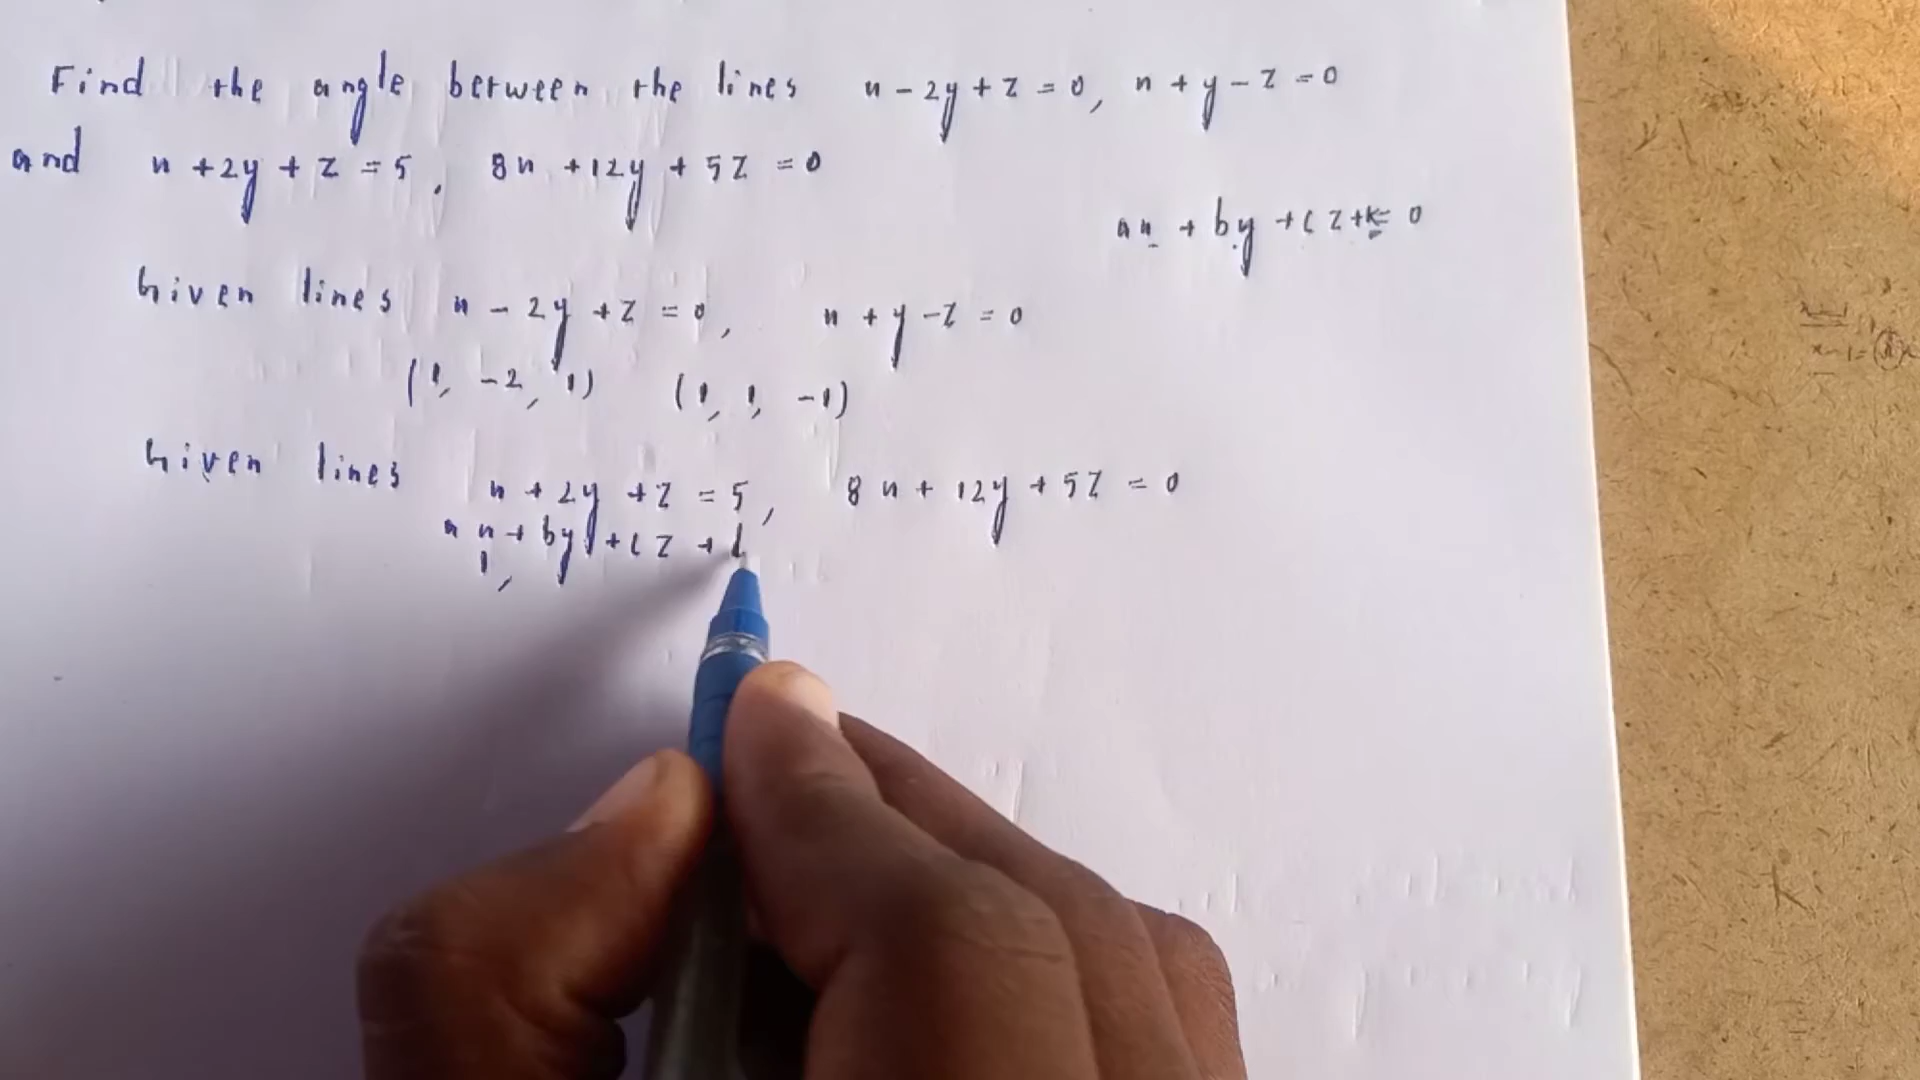 Find the angle between the lines x - 2y + z = 0, x + y - z = 0
and x + 2y + z = 5, 8x + 12y + 5z = 0
ax + by + cz + k = 0
Given lines x - 2y + z = 0, x + y - z = 0
(1, -2, 1) (1, 1, -1)
Given lines x + 2y + z = 5, 8x + 12y + 5z = 0
ax + by + cz +
1,